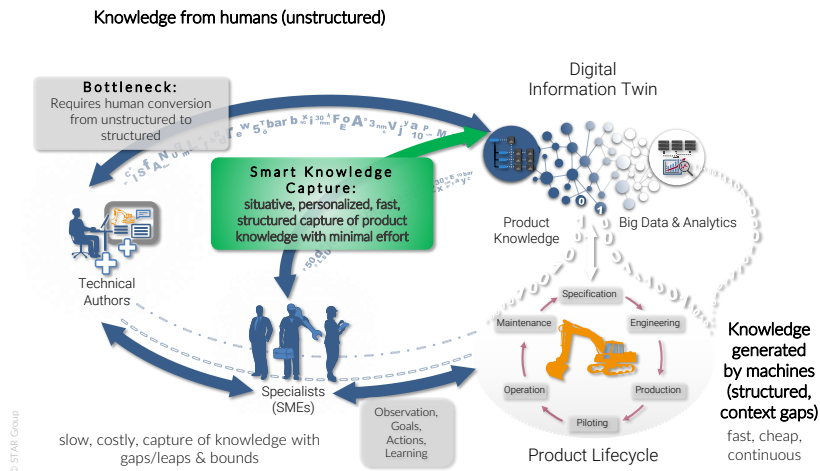 Knowledge from humans (unstructured)
Bottleneck:
Requires human conversion
from unstructured to
structured
Digital
Information Twin
Smart Knowledge
Capture:
situative, personalized, fast,
structured capture of product
knowledge with minimal effort
0
1
Product
Knowledge
Big Data & Analytics
Technical
Authors
Specification
Maintenance
Engineering
Operation
Production
Piloting
Specialists
(SMEs)
Observation,
Goals,
Actions,
Learning
Product Lifecycle
Knowledge
generated
by machines
(structured,
context gaps)
fast, cheap,
continuous
slow, costly, capture of knowledge with
gaps/leaps & bounds
© STAR Group